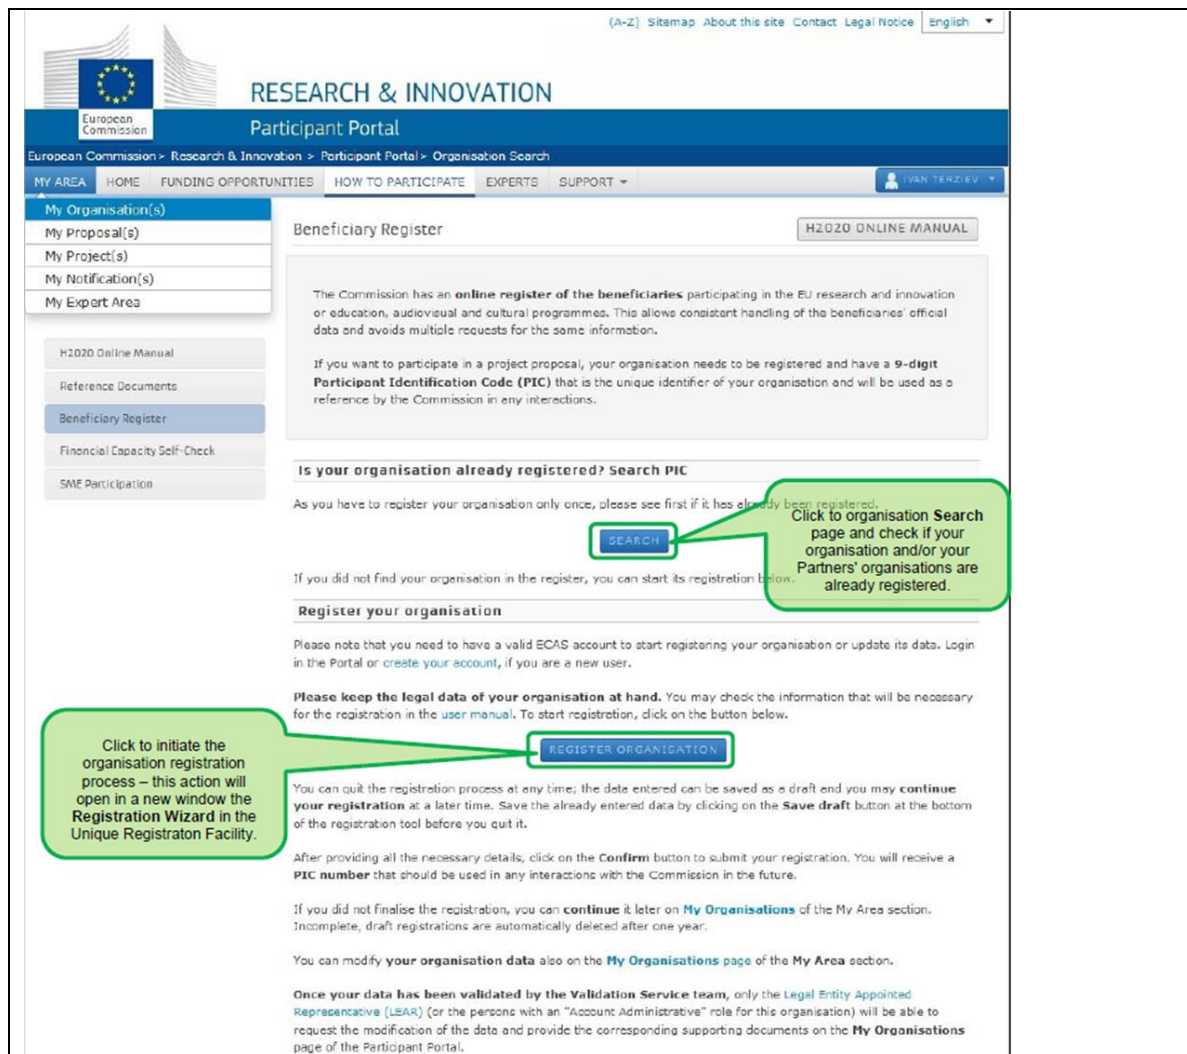 (A-Z) Sitemap About this site Contact Legal Notice English
European
Commission
RESEARCH & INNOVATION
Participant Portal
European Commission > Research & Innovation > Participant Portal > Organisation Search
MY AREA HOME FUNDING OPPORTUNITIES HOW TO PARTICIPATE EXPERTS SUPPORT IVAN TERZIEV
My Organisation(s)
My Proposal(s)
My Project(s)
My Notification(s)
My Expert Area
H2020 Online Manual
Reference Documents
Beneficiary Register
Financial Capacity Self-Check
SME Participation
Beneficiary Register
H2020 ONLINE MANUAL
The Commission has an online register of the beneficiaries participating in the EU research and innovation
or education, audiovisual and cultural programmes. This allows consistent handling of the beneficiaries' official
data and avoids multiple requests for the same information.
If you want to participate in a project proposal, your organisation needs to be registered and have a 9-digit
Participant Identification Code (PIC) that is the unique identifier of your organisation and will be used as a
reference by the Commission in any interactions.
Is your organisation already registered? Search PIC
As you have to register your organisation only once, please see first if it has already been registered.
SEARCH
Click to organisation Search
page and check if your
organisation and/or your
Partners' organisations are
already registered.
If you did not find your organisation in the register, you can start its registration below.
Register your organisation
Please note that you need to have a valid ECAS account to start registering your organisation or update its data. Login
in the Portal or create your account, if you are a new user.
Please keep the legal data of your organisation at hand. You may check the information that will be necessary
for the registration in the user manual. To start registration, click on the button below.
REGISTER ORGANISATION
Click to initiate the
organisation registration
process – this action will
open in a new window the
Registration Wizard in the
Unique Registraton Facility.
You can quit the registration process at any time; the data entered can be saved as a draft and you may continue
your registration at a later time. Save the already entered data by clicking on the Save draft button at the bottom
of the registration tool before you quit it.
After providing all the necessary details, click on the Confirm button to submit your registration. You will receive a
PIC number that should be used in any interactions with the Commission in the future.
If you did not finalise the registration, you can continue it later on My Organisations of the My Area section.
Incomplete, draft registrations are automatically deleted after one year.
You can modify your organisation data also on the My Organisations page of the My Area section.
Once your data has been validated by the Validation Service team, only the Legal Entity Appointed
Representative (LEAR) (or the persons with an "Account Administrative" role for this organisation) will be able to
request the modification of the data and provide the corresponding supporting documents on the My Organisations
page of the Participant Portal.